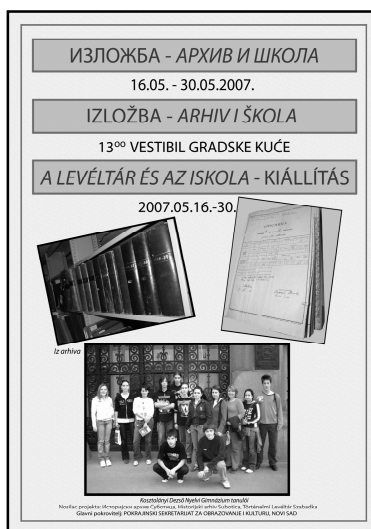 ИЗЛОЖБА - АРХИВ И ШКОЛА
16.05. - 30.05.2007.
IZLOŽBA - ARHIV I ŠKOLA
13⁰⁰ VESTIBIL GRADSKE KUĆE
A LEVÉLTÁR ÉS AZ ISKOLA - KIÁLLÍTÁS
2007.05.16.-30.
Iz arhiva
Kosztolányi Dezső Nyelvi Gimnázium tanulói
Nosilac projekta: Историјски архив Суботица, Historijski arhiv Subotica, Történelmi Levéltár Szabadka
Glavni pokrovitelj: POKRAJINSKI SEKRETARIJAT ZA OBRAZOVANJE I KULTURU, NOVI SAD